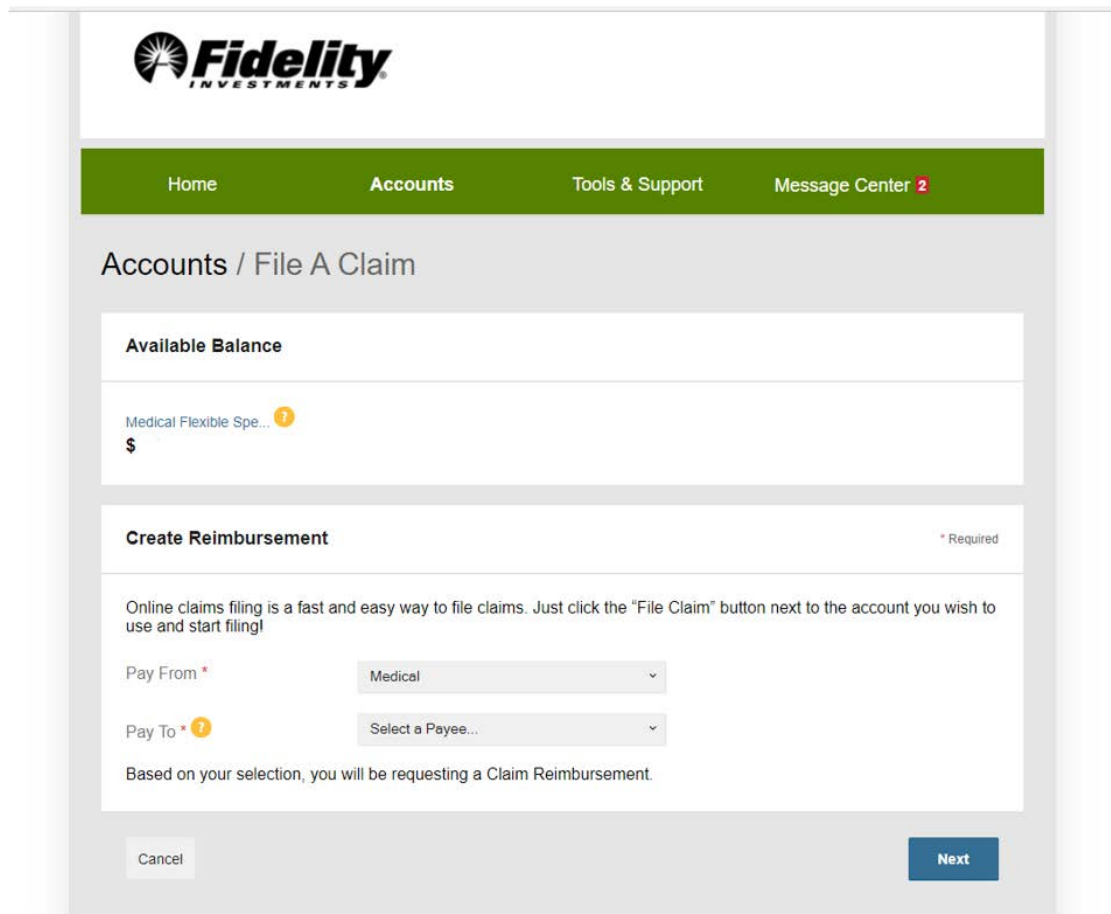 Fidelity
INVESTMENTS®
Home Accounts Tools & Support Message Center 2
Accounts / File A Claim
Available Balance
Medical Flexible Spe... ?
$
Create Reimbursement * Required
Online claims filing is a fast and easy way to file claims. Just click the “File Claim” button next to the account you wish to
use and start filing!
Pay From * Medical
Pay To * ? Select a Payee...
Based on your selection, you will be requesting a Claim Reimbursement.
Cancel Next